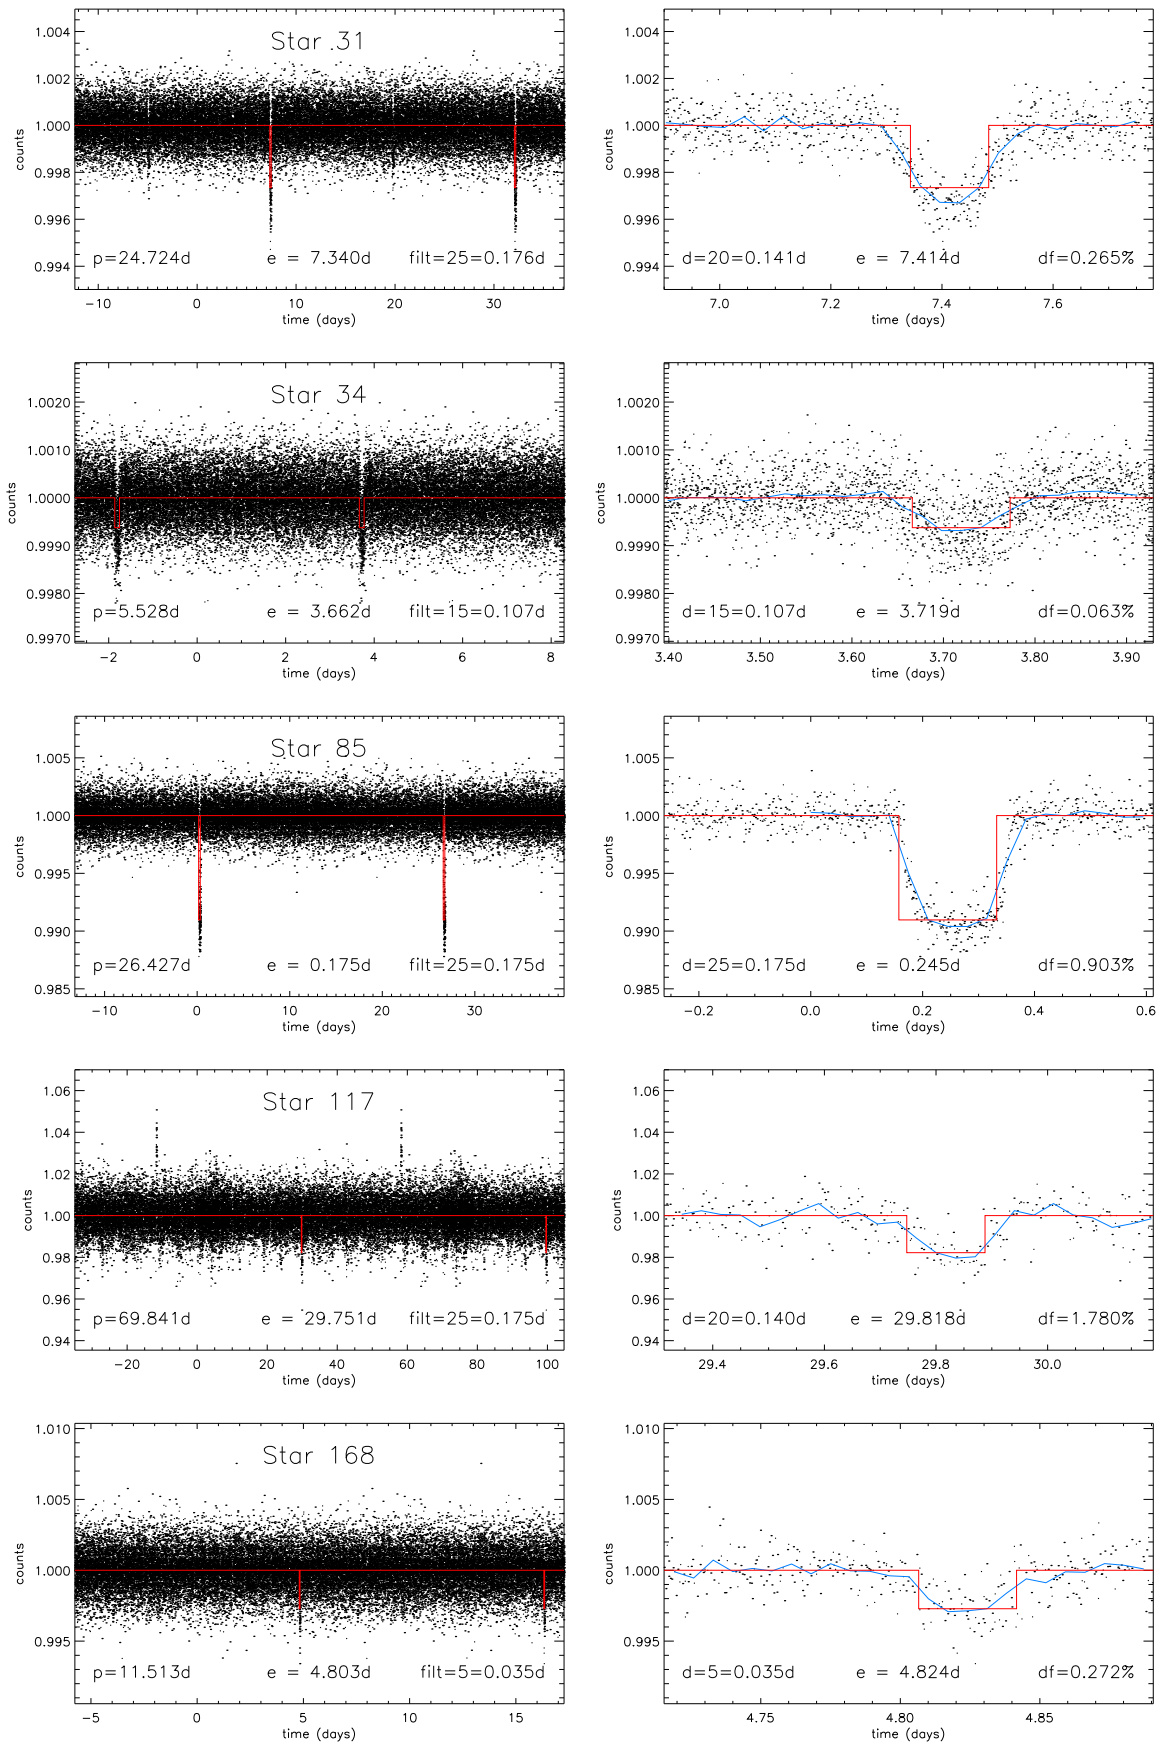 Star 31
1.004
1.002
1.000
0.998
0.996
0.994
counts
p=24.724d e = 7.340d filt=25=0.176d
−10 0 10 20 30
time (days)
1.004
1.002
1.000
0.998
0.996
0.994
counts
d=20=0.141d e = 7.414d df=0.265%
7.0 7.2 7.4 7.6
time (days)
Star 34
1.0020
1.0010
1.0000
0.9990
0.9980
0.9970
counts
p=5.528d e = 3.662d filt=15=0.107d
−2 0 2 4 6 8
time (days)
1.0020
1.0010
1.0000
0.9990
0.9980
0.9970
counts
d=15=0.107d e = 3.719d df=0.063%
3.40 3.50 3.60 3.70 3.80 3.90
time (days)
Star 85
1.005
1.000
0.995
0.990
0.985
counts
p=26.427d e = 0.175d filt=25=0.175d
−10 0 10 20 30
time (days)
1.005
1.000
0.995
0.990
0.985
counts
d=25=0.175d e = 0.245d df=0.903%
−0.2 0.0 0.2 0.4 0.6
time (days)
Star 117
1.06
1.04
1.02
1.00
0.98
0.96
0.94
counts
p=69.841d e = 29.751d filt=25=0.175d
−20 0 20 40 60 80 100
time (days)
1.06
1.04
1.02
1.00
0.98
0.96
0.94
counts
d=20=0.140d e = 29.818d df=1.780%
29.4 29.6 29.8 30.0
time (days)
Star 168
1.010
1.005
1.000
0.995
counts
p=11.513d e = 4.803d filt=5=0.035d
−5 0 5 10 15
time (days)
1.010
1.005
1.000
0.995
counts
d=5=0.035d e = 4.824d df=0.272%
4.75 4.80 4.85
time (days)